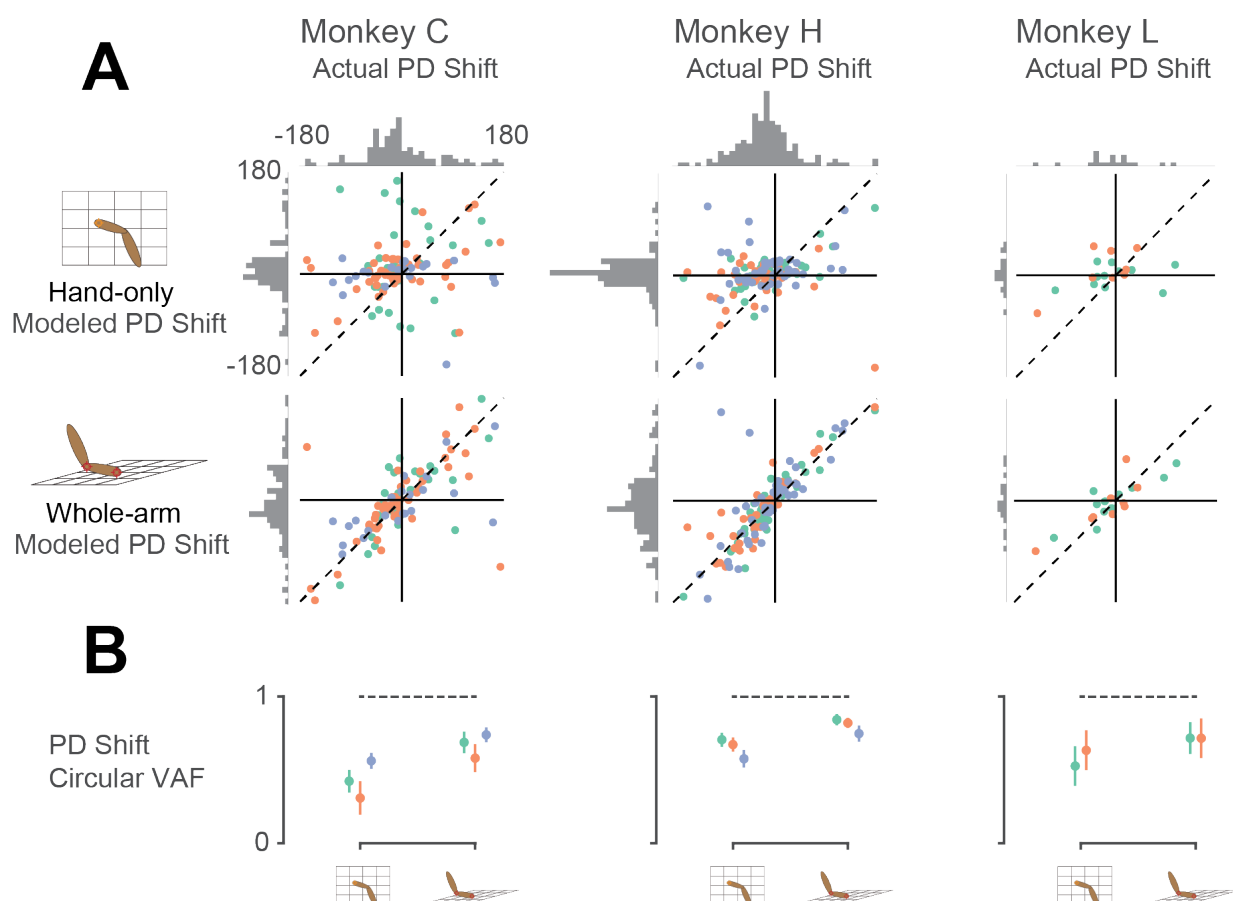 A
Monkey C
Actual PD Shift
Monkey H
Actual PD Shift
Monkey L
Actual PD Shift
-180
180
180
-180
Hand-only
Modeled PD Shift
Whole-arm
Modeled PD Shift
B
1
0
PD Shift
Circular VAF